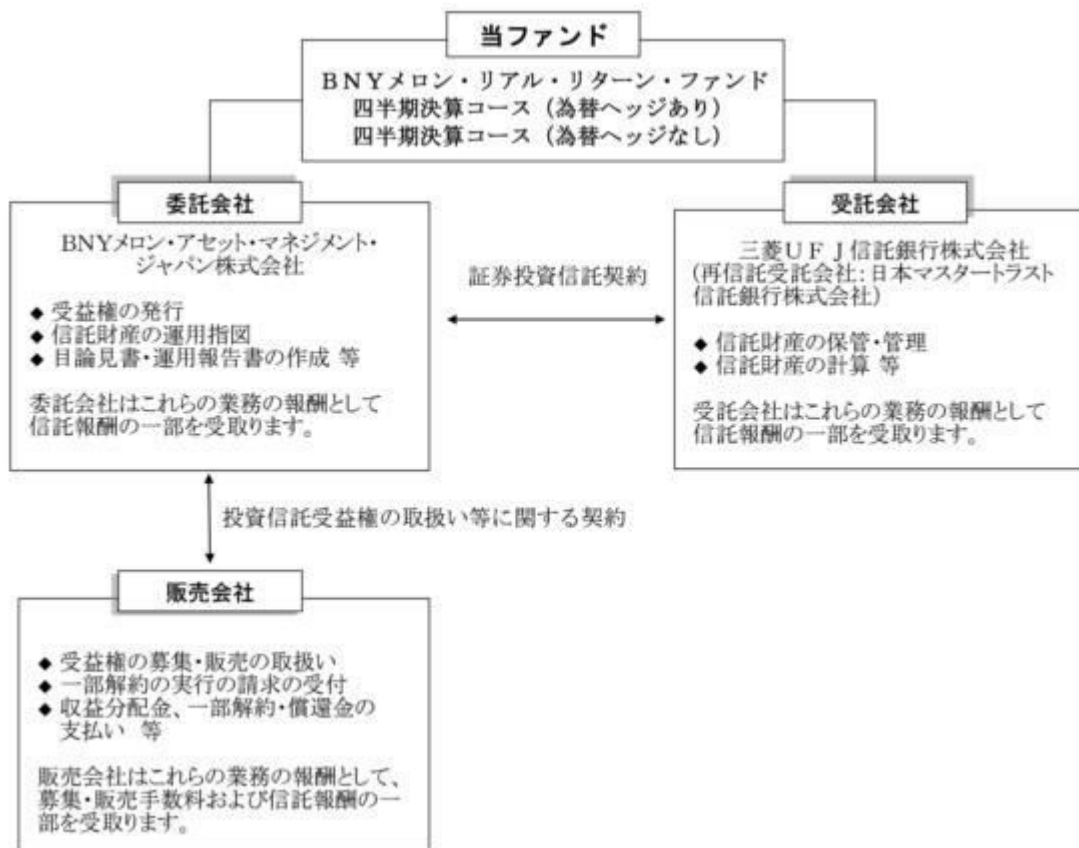 当ファンド
BNYメロン・リアル・リターン・ファンド
四半期決算コース（為替ヘッジあり）
四半期決算コース（為替ヘッジなし）
委託会社
BNYメロン・アセット・マネジメント・
ジャパン株式会社
◆ 受益権の発行
◆ 信託財産の運用指図
◆ 目論見書・運用報告書の作成 等
委託会社はこれらの業務の報酬として
信託報酬の一部を受取ります。
証券投資信託契約
受託会社
三菱UFJ信託銀行株式会社
(再信託受託会社：日本マスタートラスト
信託銀行株式会社)
◆ 信託財産の保管・管理
◆ 信託財産の計算 等
受託会社はこれらの業務の報酬として
信託報酬の一部を受取ります。
投資信託受益権の取扱い等に関する契約
販売会社
◆ 受益権の募集・販売の取扱い
◆ 一部解約の実行の請求の受付
◆ 収益分配金、一部解約・償還金の
支払い 等
販売会社はこれらの業務の報酬として、
募集・販売手数料および信託報酬の一
部を受取ります。